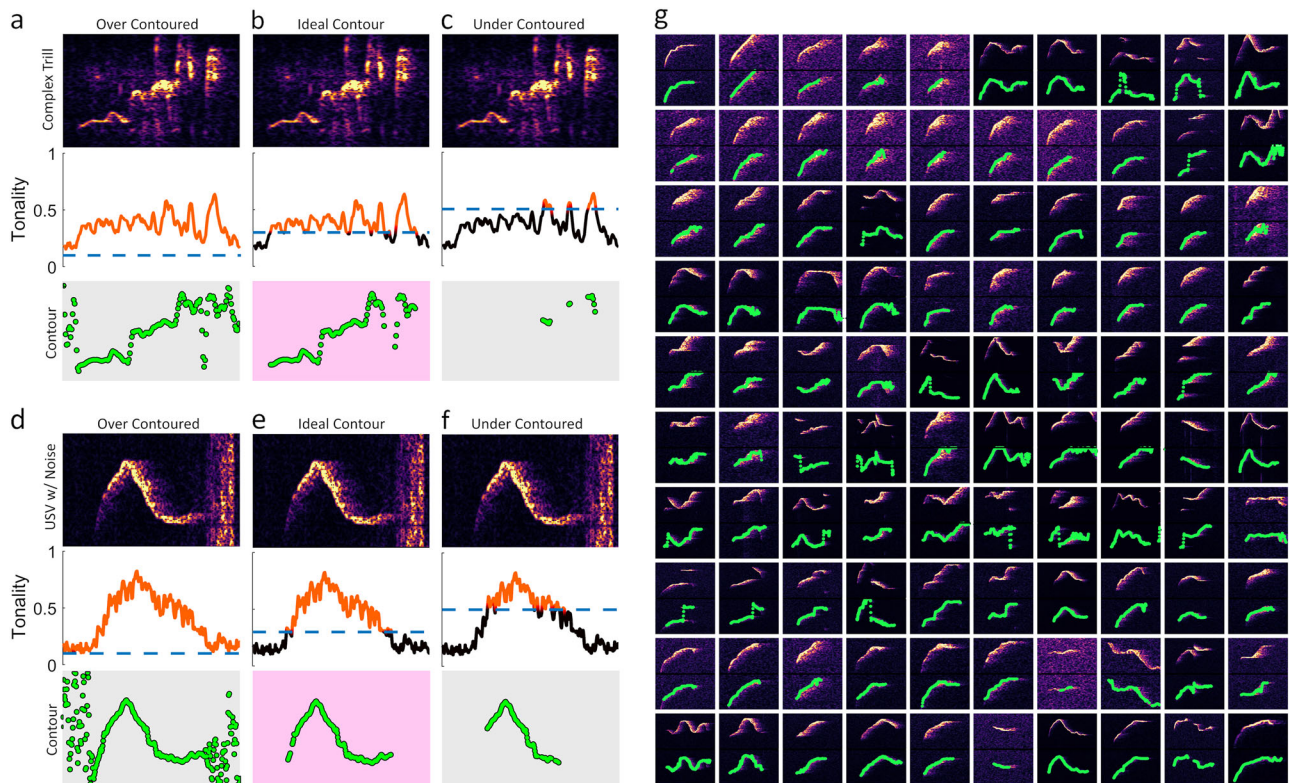 a
Over Contoured
b
Ideal Contour
c
Under Contoured
g
Complex Trill
Tonality
1
0.5
0
Contour
d
Over Contoured
e
Ideal Contour
f
Under Contoured
USV w/ Noise
Tonality
1
0.5
0
Contour